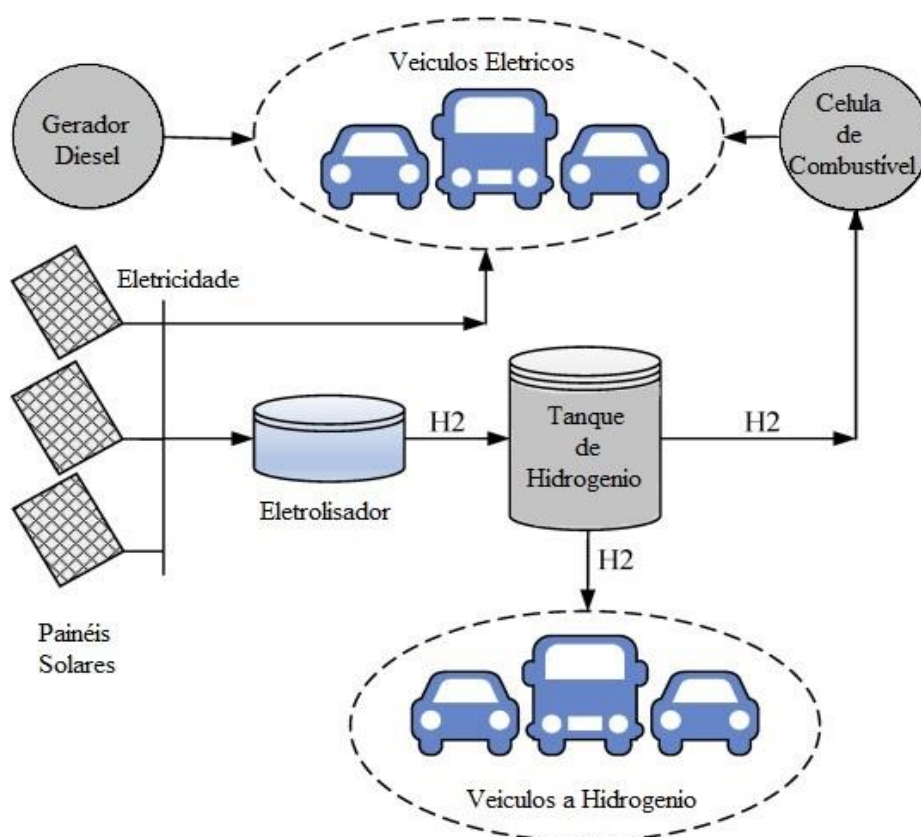 Veiculos Eletricos
Gerador
Diesel
Celula
de
Combustível
Eletricidade
H2
Tanque
de
Hidrogenio
H2
Eletrolisador
H2
Painéis
Solares
Veiculos a Hidrogenio